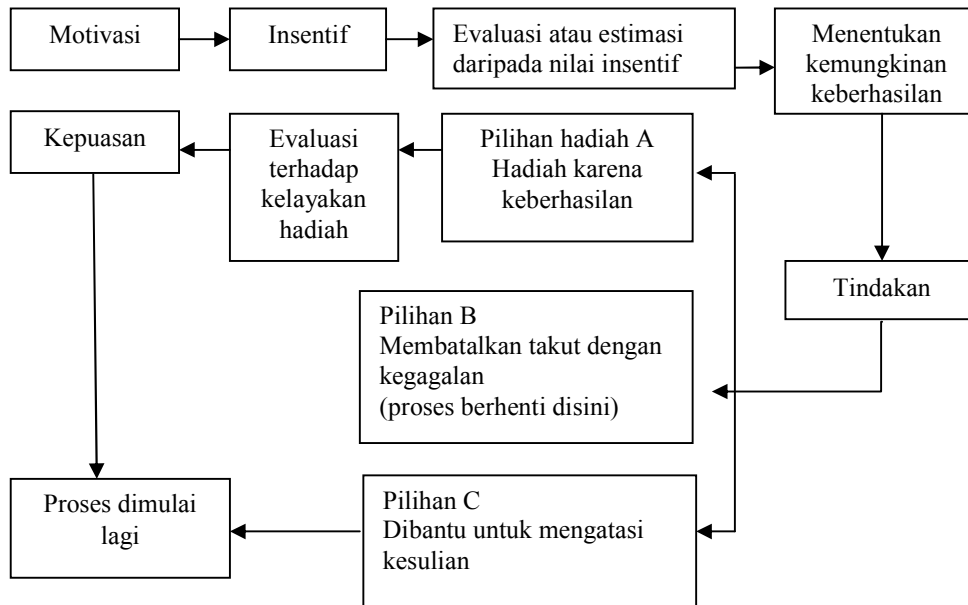 Motivasi
Insentif
Evaluasi atau estimasi
daripada nilai insentif
Menentukan
kemungkinan
keberhasilan
Kepuasan
Evaluasi
terhadap
kelayakan
hadiah
Pilihan hadiah A
Hadiah karena
keberhasilan
Tindakan
Pilihan B
Membatalkan takut dengan
kegagalan
(proses berhenti disini)
Proses dimulai
lagi
Pilihan C
Dibantu untuk mengatasi
kesulian